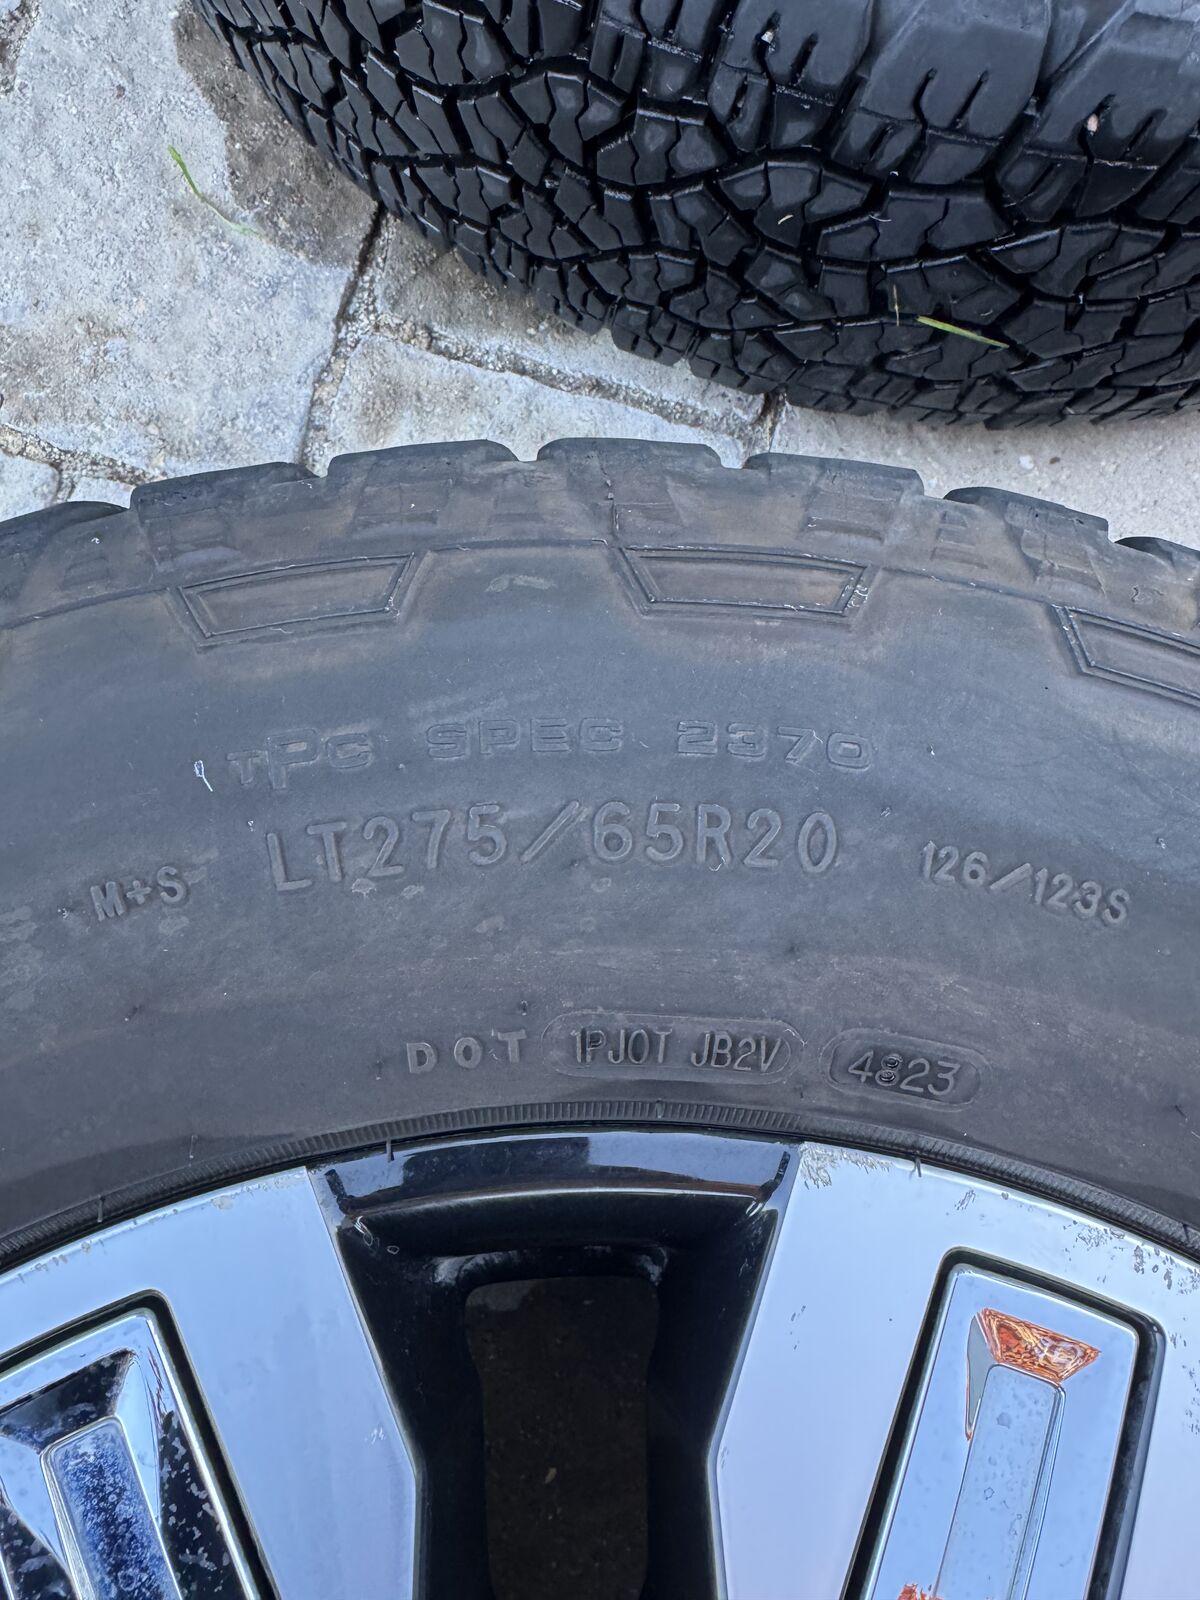 TPC SPEC 2370
M+S LT275/65R20 126/123S
DOT 1PJ0T JB2V 4823